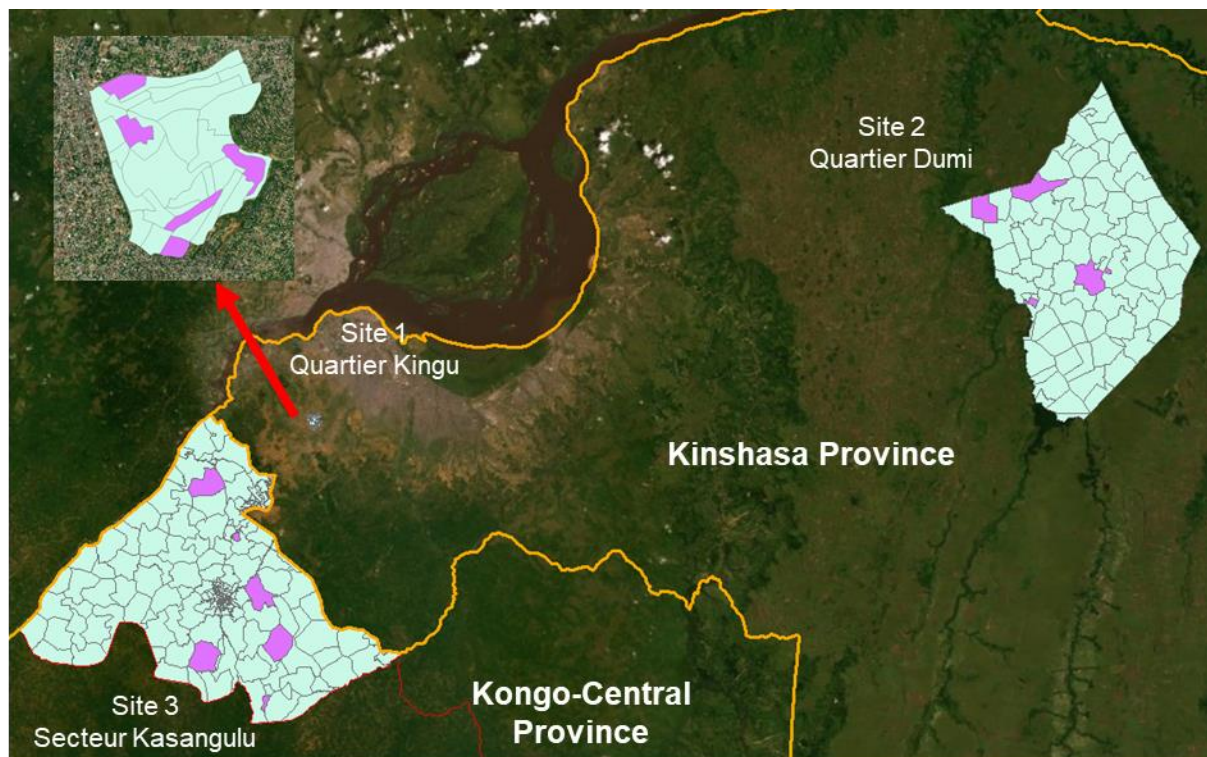 Site 2
Quartier Dumi
Site 1
Quartier Kingu
Kinshasa Province
Kongo-Central
Province
Site 3
Secteur Kasangulu